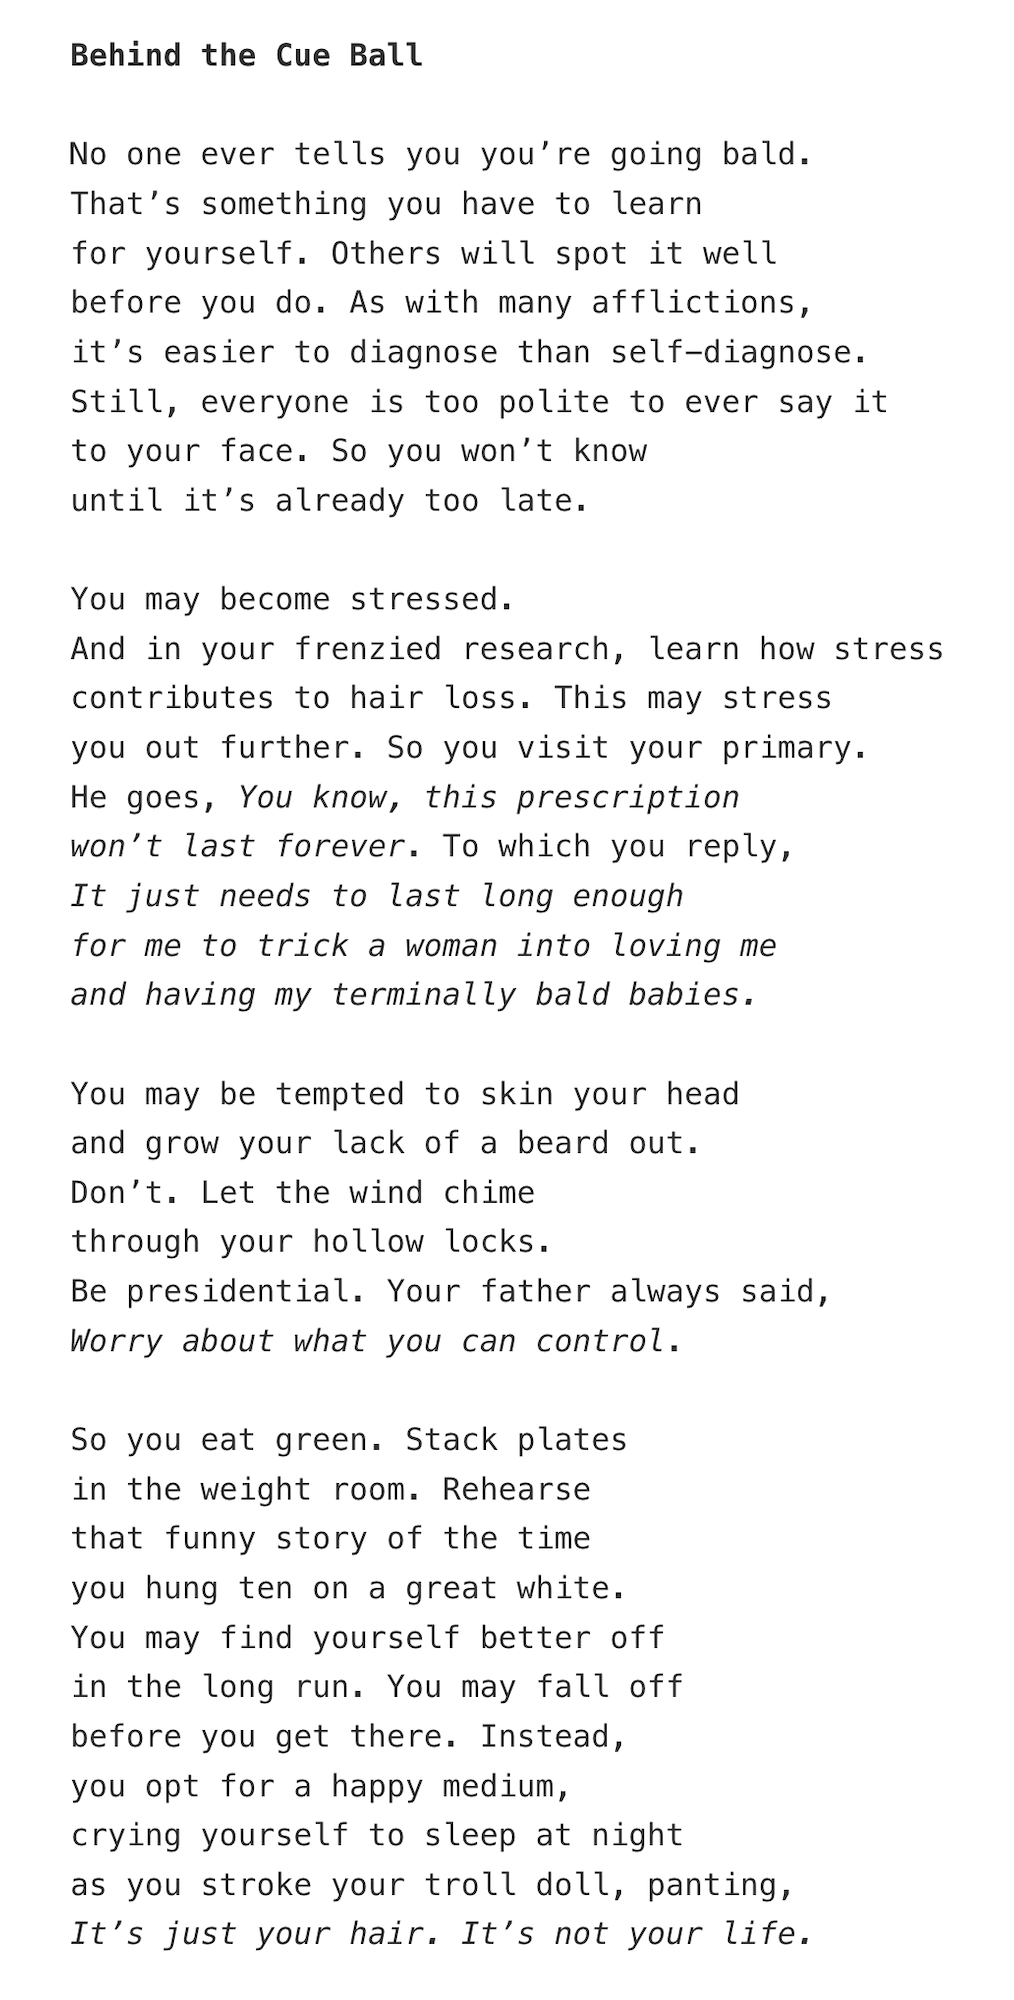 Behind the Cue Ball
No one ever tells you you’re going bald.
That’s something you have to learn
for yourself. Others will spot it well
before you do. As with many afflictions,
it’s easier to diagnose than self–diagnose.
Still, everyone is too polite to ever say it
to your face. So you won’t know
until it’s already too late.
You may become stressed.
And in your frenzied research, learn how stress
contributes to hair loss. This may stress
you out further. So you visit your primary.
He goes, You know, this prescription
won’t last forever. To which you reply,
It just needs to last long enough
for me to trick a woman into loving me
and having my terminally bald babies.
You may be tempted to skin your head
and grow your lack of a beard out.
Don’t. Let the wind chime
through your hollow locks.
Be presidential. Your father always said,
Worry about what you can control.
So you eat green. Stack plates
in the weight room. Rehearse
that funny story of the time
you hung ten on a great white.
You may find yourself better off
in the long run. You may fall off
before you get there. Instead,
you opt for a happy medium,
crying yourself to sleep at night
as you stroke your troll doll, panting,
It’s just your hair. It’s not your life.